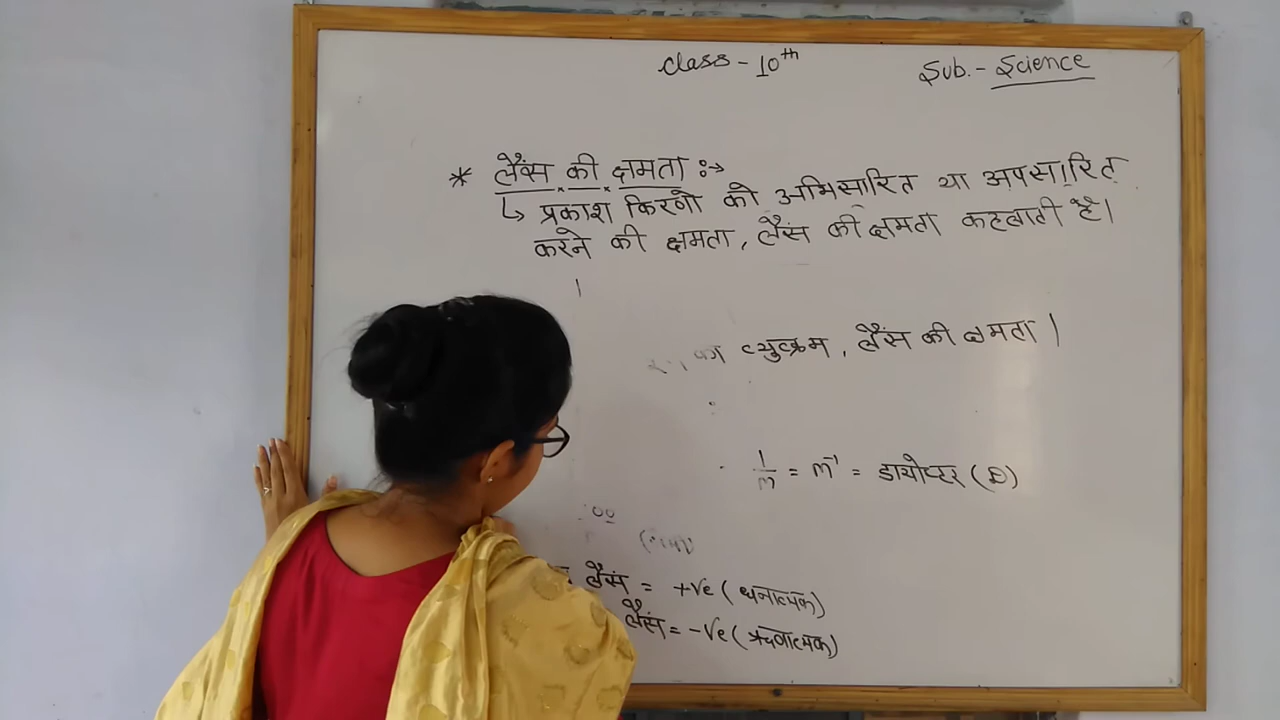 Class - 10th
Sub. - Science
* लैंस की क्षमता :→
↳ प्रकाश किरणो को अभिसारित या अपसारित
करने की क्षमता, लैंस की क्षमता कहलाती है।
का व्युत्क्रम, लैंस की क्षमता।
1/m = m⁻¹ = डायोप्टर (D)
लैंस = +ve (धनात्मक)
लैंस = -ve (ऋणात्मक)